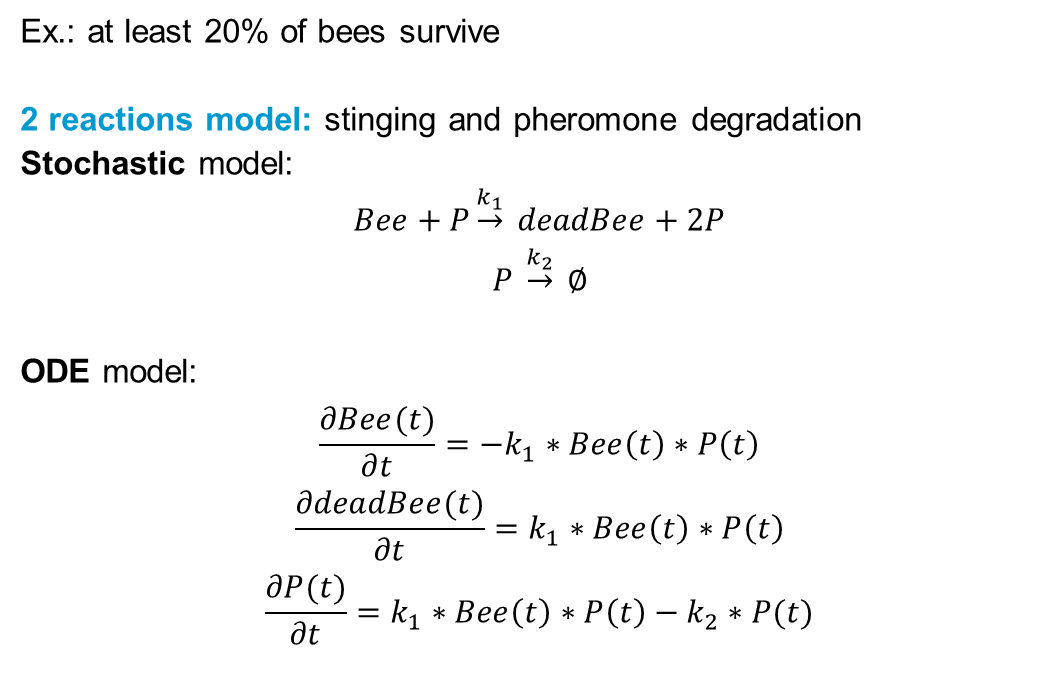 Ex.: at least 20% of bees survive
2 reactions model: stinging and pheromone degradation
Stochastic model:
Bee + P →^{k₁} deadBee + 2P
P →^{k₂} ∅
ODE model:
∂Bee(t)/∂t = −k₁ * Bee(t) * P(t)
∂deadBee(t)/∂t = k₁ * Bee(t) * P(t)
∂P(t)/∂t = k₁ * Bee(t) * P(t) − k₂ * P(t)